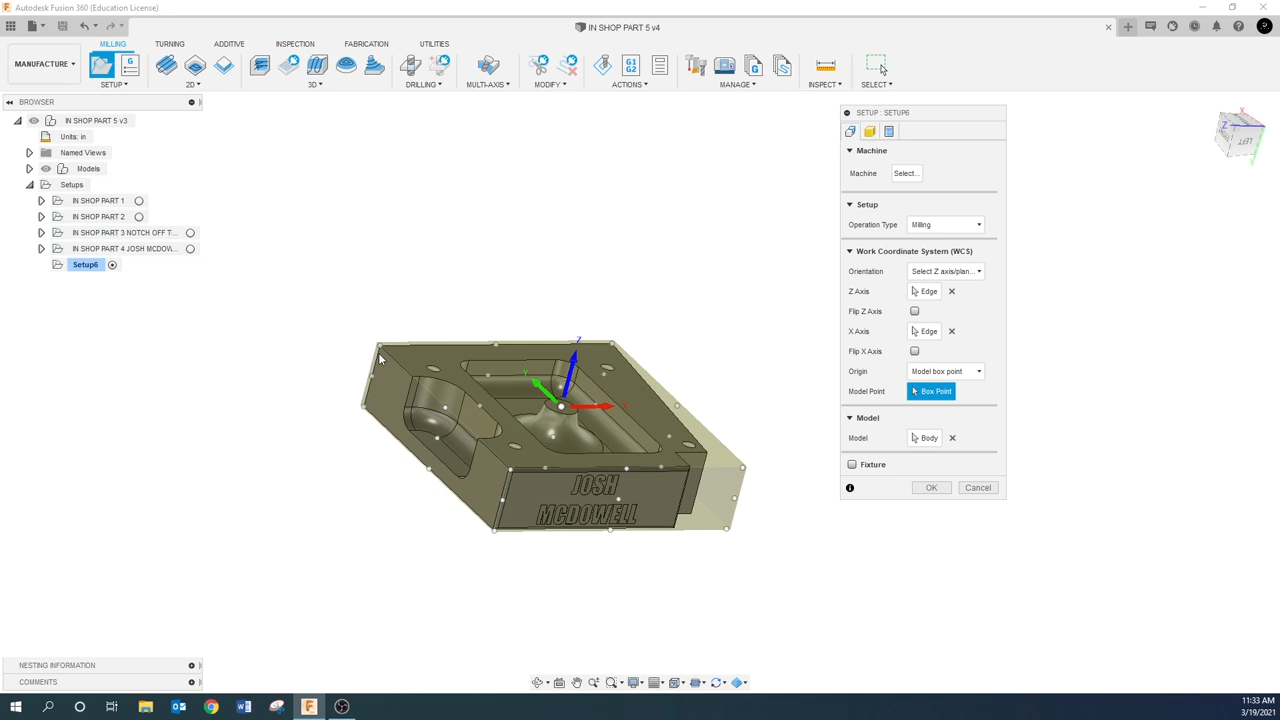 Autodesk Fusion 360 (Education License)
IN SHOP PART 5 v4
MILLING TURNING ADDITIVE INSPECTION FABRICATION UTILITIES
MANUFACTURE
G1
G2
SETUP 2D 3D DRILLING MULTI-AXIS MODIFY ACTIONS MANAGE INSPECT SELECT
BROWSER
IN SHOP PART 5 v3
Units: in
Named Views
Models
Setups
IN SHOP PART 1
IN SHOP PART 2
IN SHOP PART 3 NOTCH OFF T...
IN SHOP PART 4 JOSH MCDOW...
Setup6
SETUP : SETUP6
Machine
Machine Select...
Setup
Operation Type Milling
Work Coordinate System (WCS)
Orientation Select Z axis/plan...
Z Axis Edge
Flip Z Axis
X Axis Edge
Flip X Axis
Origin Model box point
Model Point Box Point
Model
Model Body
Fixture
OK Cancel
X
Z
LEFT
Y
Z
Y
X
JOSH
MCDOWELL
NESTING INFORMATION
COMMENTS
11:33 AM
3/19/2021